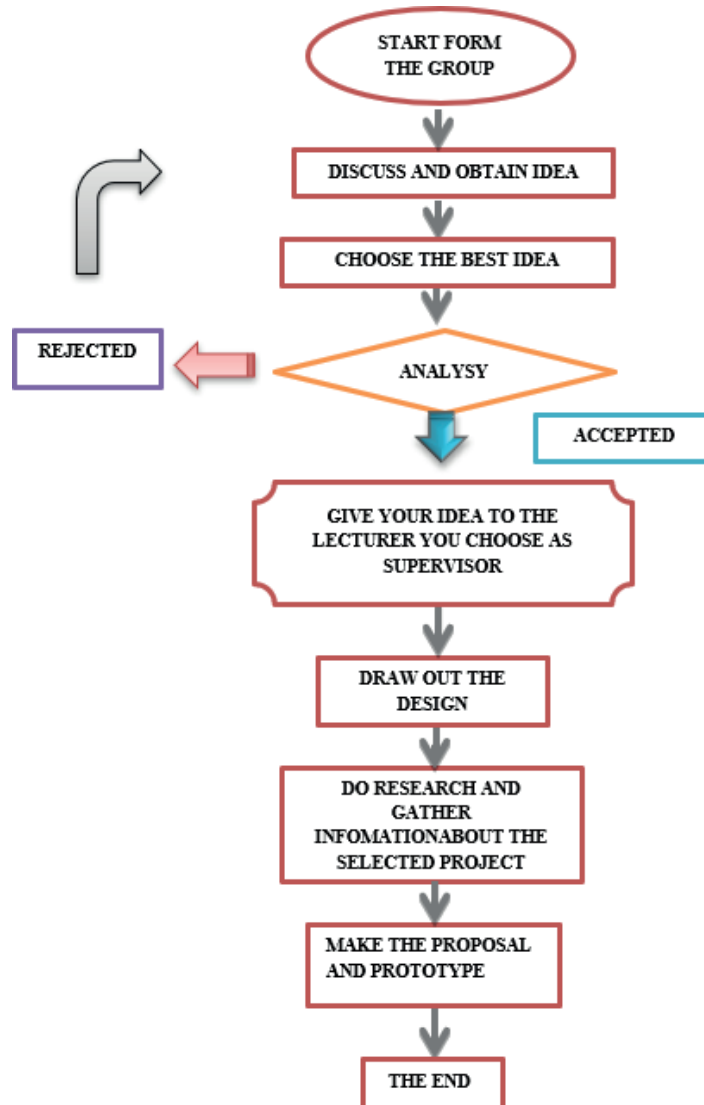 START FORM
THE GROUP
DISCUSS AND OBTAIN IDEA
CHOOSE THE BEST IDEA
REJECTED
ANALYSY
ACCEPTED
GIVE YOUR IDEA TO THE
LECTURER YOU CHOOSE AS
SUPERVISOR
DRAW OUT THE
DESIGN
DO RESEARCH AND
GATHER
INFOMATIONABOUT THE
SELECTED PROJECT
MAKE THE PROPOSAL
AND PROTOTYPE
THE END